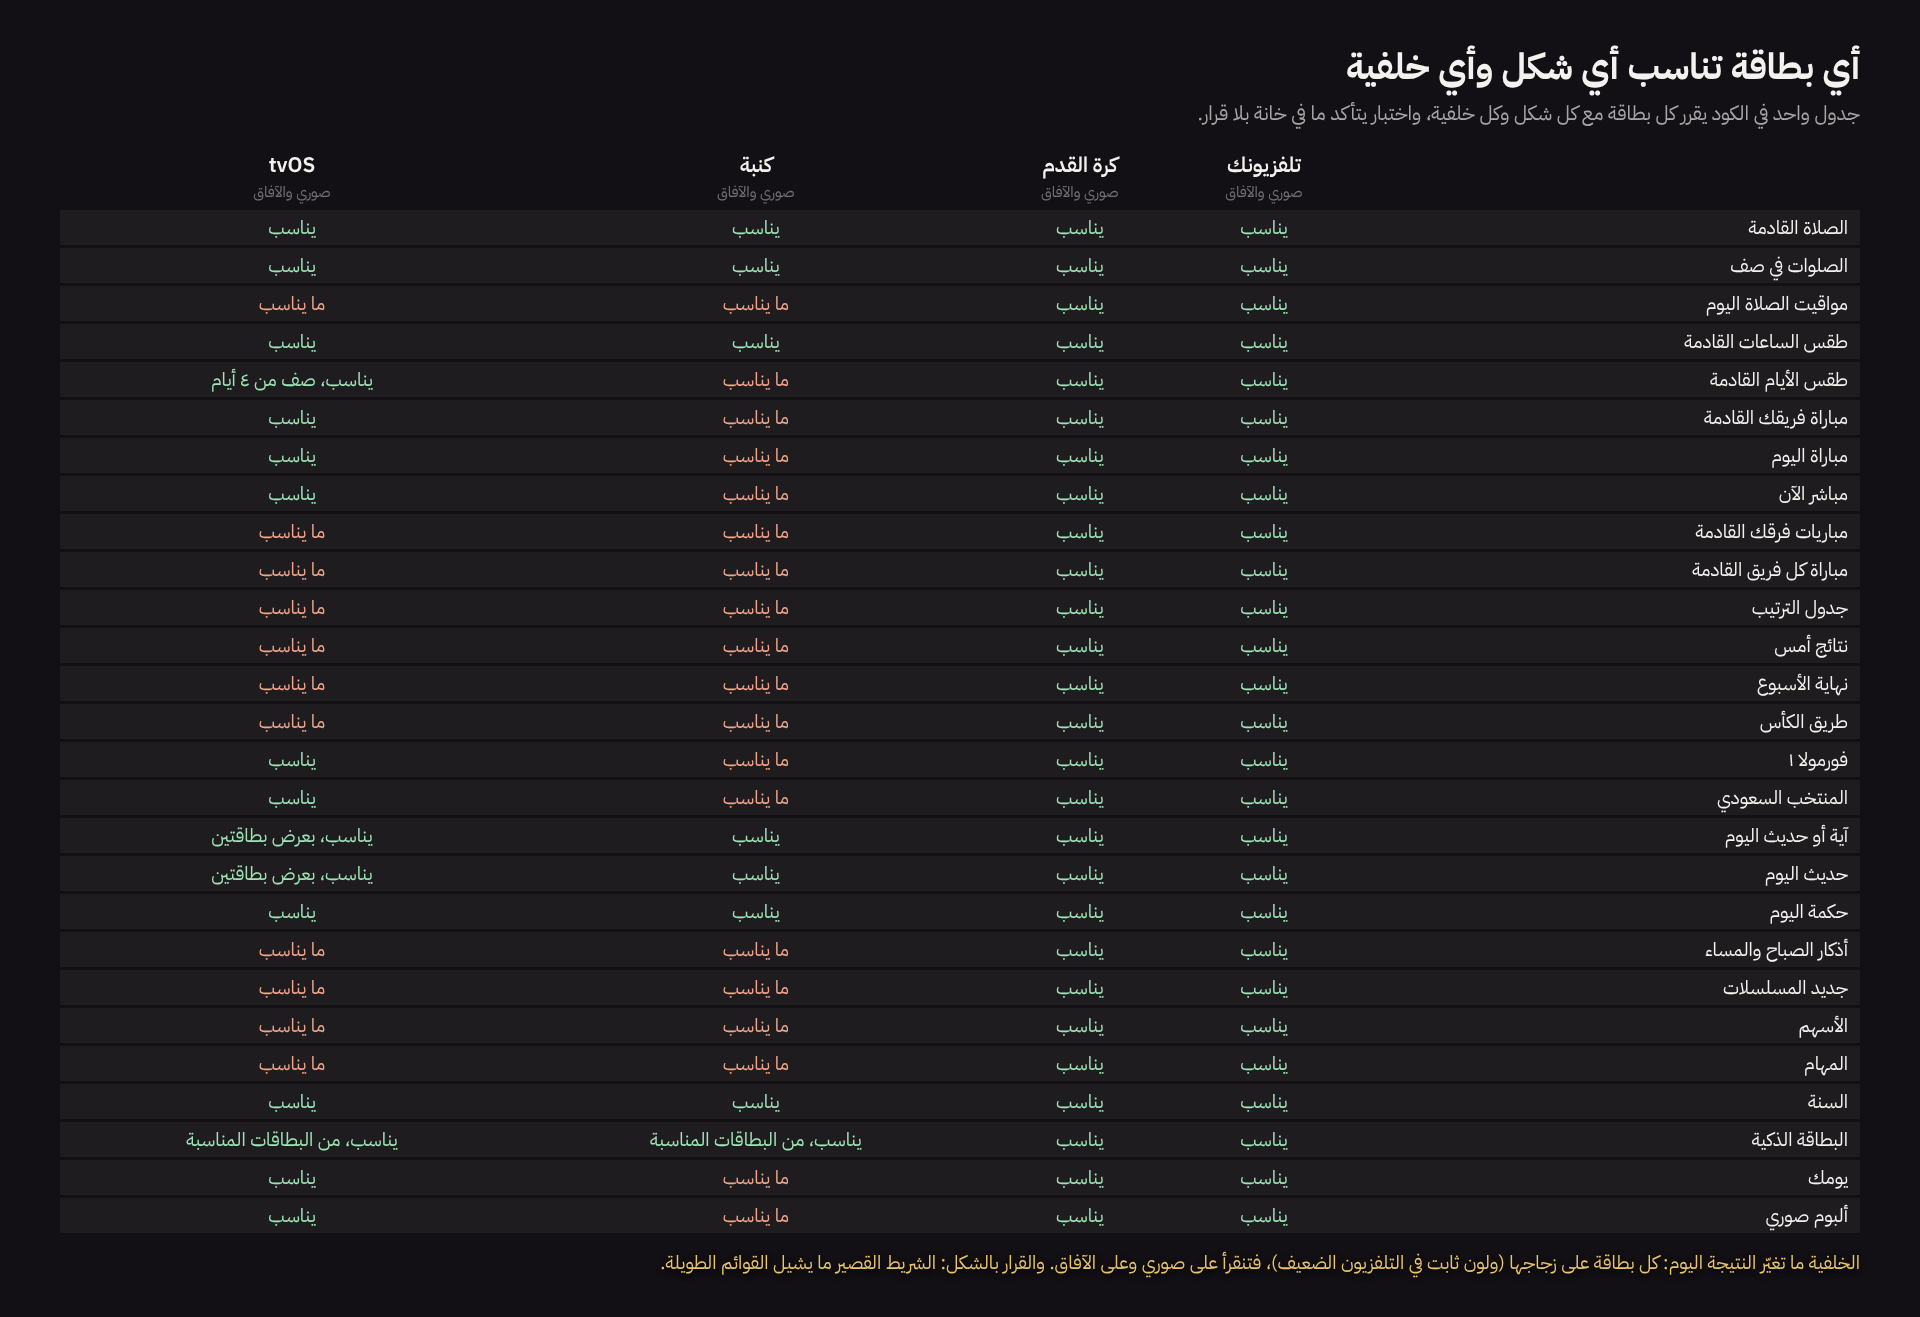 أي بطاقة تناسب أي شكل وأي خلفية
جدول واحد في الكود يقرر كل بطاقة مع كل شكل وكل خلفية، واختبار يتأكد ما في خانة بلا قرار.
تلفزيونك كرة القدم كنبة tvOS
صوري والآفاق صوري والآفاق صوري والآفاق صوري والآفاق
الصلاة القادمة يناسب يناسب يناسب يناسب
الصلوات في صف يناسب يناسب يناسب يناسب
مواقيت الصلاة اليوم يناسب يناسب ما يناسب ما يناسب
طقس الساعات القادمة يناسب يناسب يناسب يناسب
طقس الأيام القادمة يناسب يناسب ما يناسب يناسب، صف من ٤ أيام
مباراة فريقك القادمة يناسب يناسب ما يناسب يناسب
مباراة اليوم يناسب يناسب ما يناسب يناسب
مباشر الآن يناسب يناسب ما يناسب يناسب
مباريات فرقك القادمة يناسب يناسب ما يناسب ما يناسب
مباراة كل فريق القادمة يناسب يناسب ما يناسب ما يناسب
جدول الترتيب يناسب يناسب ما يناسب ما يناسب
نتائج أمس يناسب يناسب ما يناسب ما يناسب
نهاية الأسبوع يناسب يناسب ما يناسب ما يناسب
طريق الكأس يناسب يناسب ما يناسب ما يناسب
فورمولا ١ يناسب يناسب ما يناسب يناسب
المنتخب السعودي يناسب يناسب ما يناسب يناسب
آية أو حديث اليوم يناسب يناسب يناسب يناسب، بعرض بطاقتين
حديث اليوم يناسب يناسب يناسب يناسب، بعرض بطاقتين
حكمة اليوم يناسب يناسب يناسب يناسب
أذكار الصباح والمساء يناسب يناسب ما يناسب ما يناسب
جديد المسلسلات يناسب يناسب ما يناسب ما يناسب
الأسهم يناسب يناسب ما يناسب ما يناسب
المهام يناسب يناسب ما يناسب ما يناسب
السنة يناسب يناسب يناسب يناسب
البطاقة الذكية يناسب يناسب يناسب، من البطاقات المناسبة يناسب، من البطاقات المناسبة
يومك يناسب يناسب ما يناسب يناسب
ألبوم صوري يناسب يناسب ما يناسب يناسب
الخلفية ما تغيّر النتيجة اليوم: كل بطاقة على زجاجها (ولون ثابت في التلفزيون الضعيف)، فتنقرأ على صوري وعلى الآفاق. والقرار بالشكل: الشريط القصير ما يشيل القوائم الطويلة.